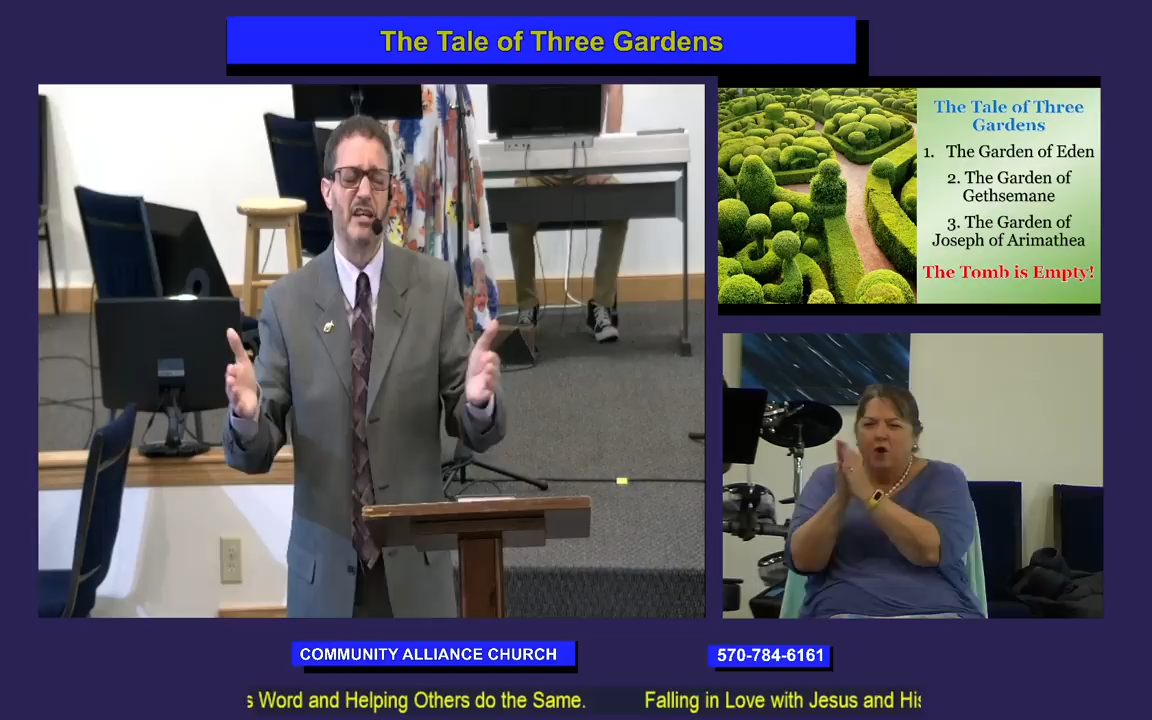 The Tale of Three Gardens
The Tale of Three
Gardens
1. The Garden of Eden
2. The Garden of
Gethsemane
3. The Garden of
Joseph of Arimathea
The Tomb is Empty!
COMMUNITY ALLIANCE CHURCH
570-784-6161
s Word and Helping Others do the Same. Falling in Love with Jesus and His